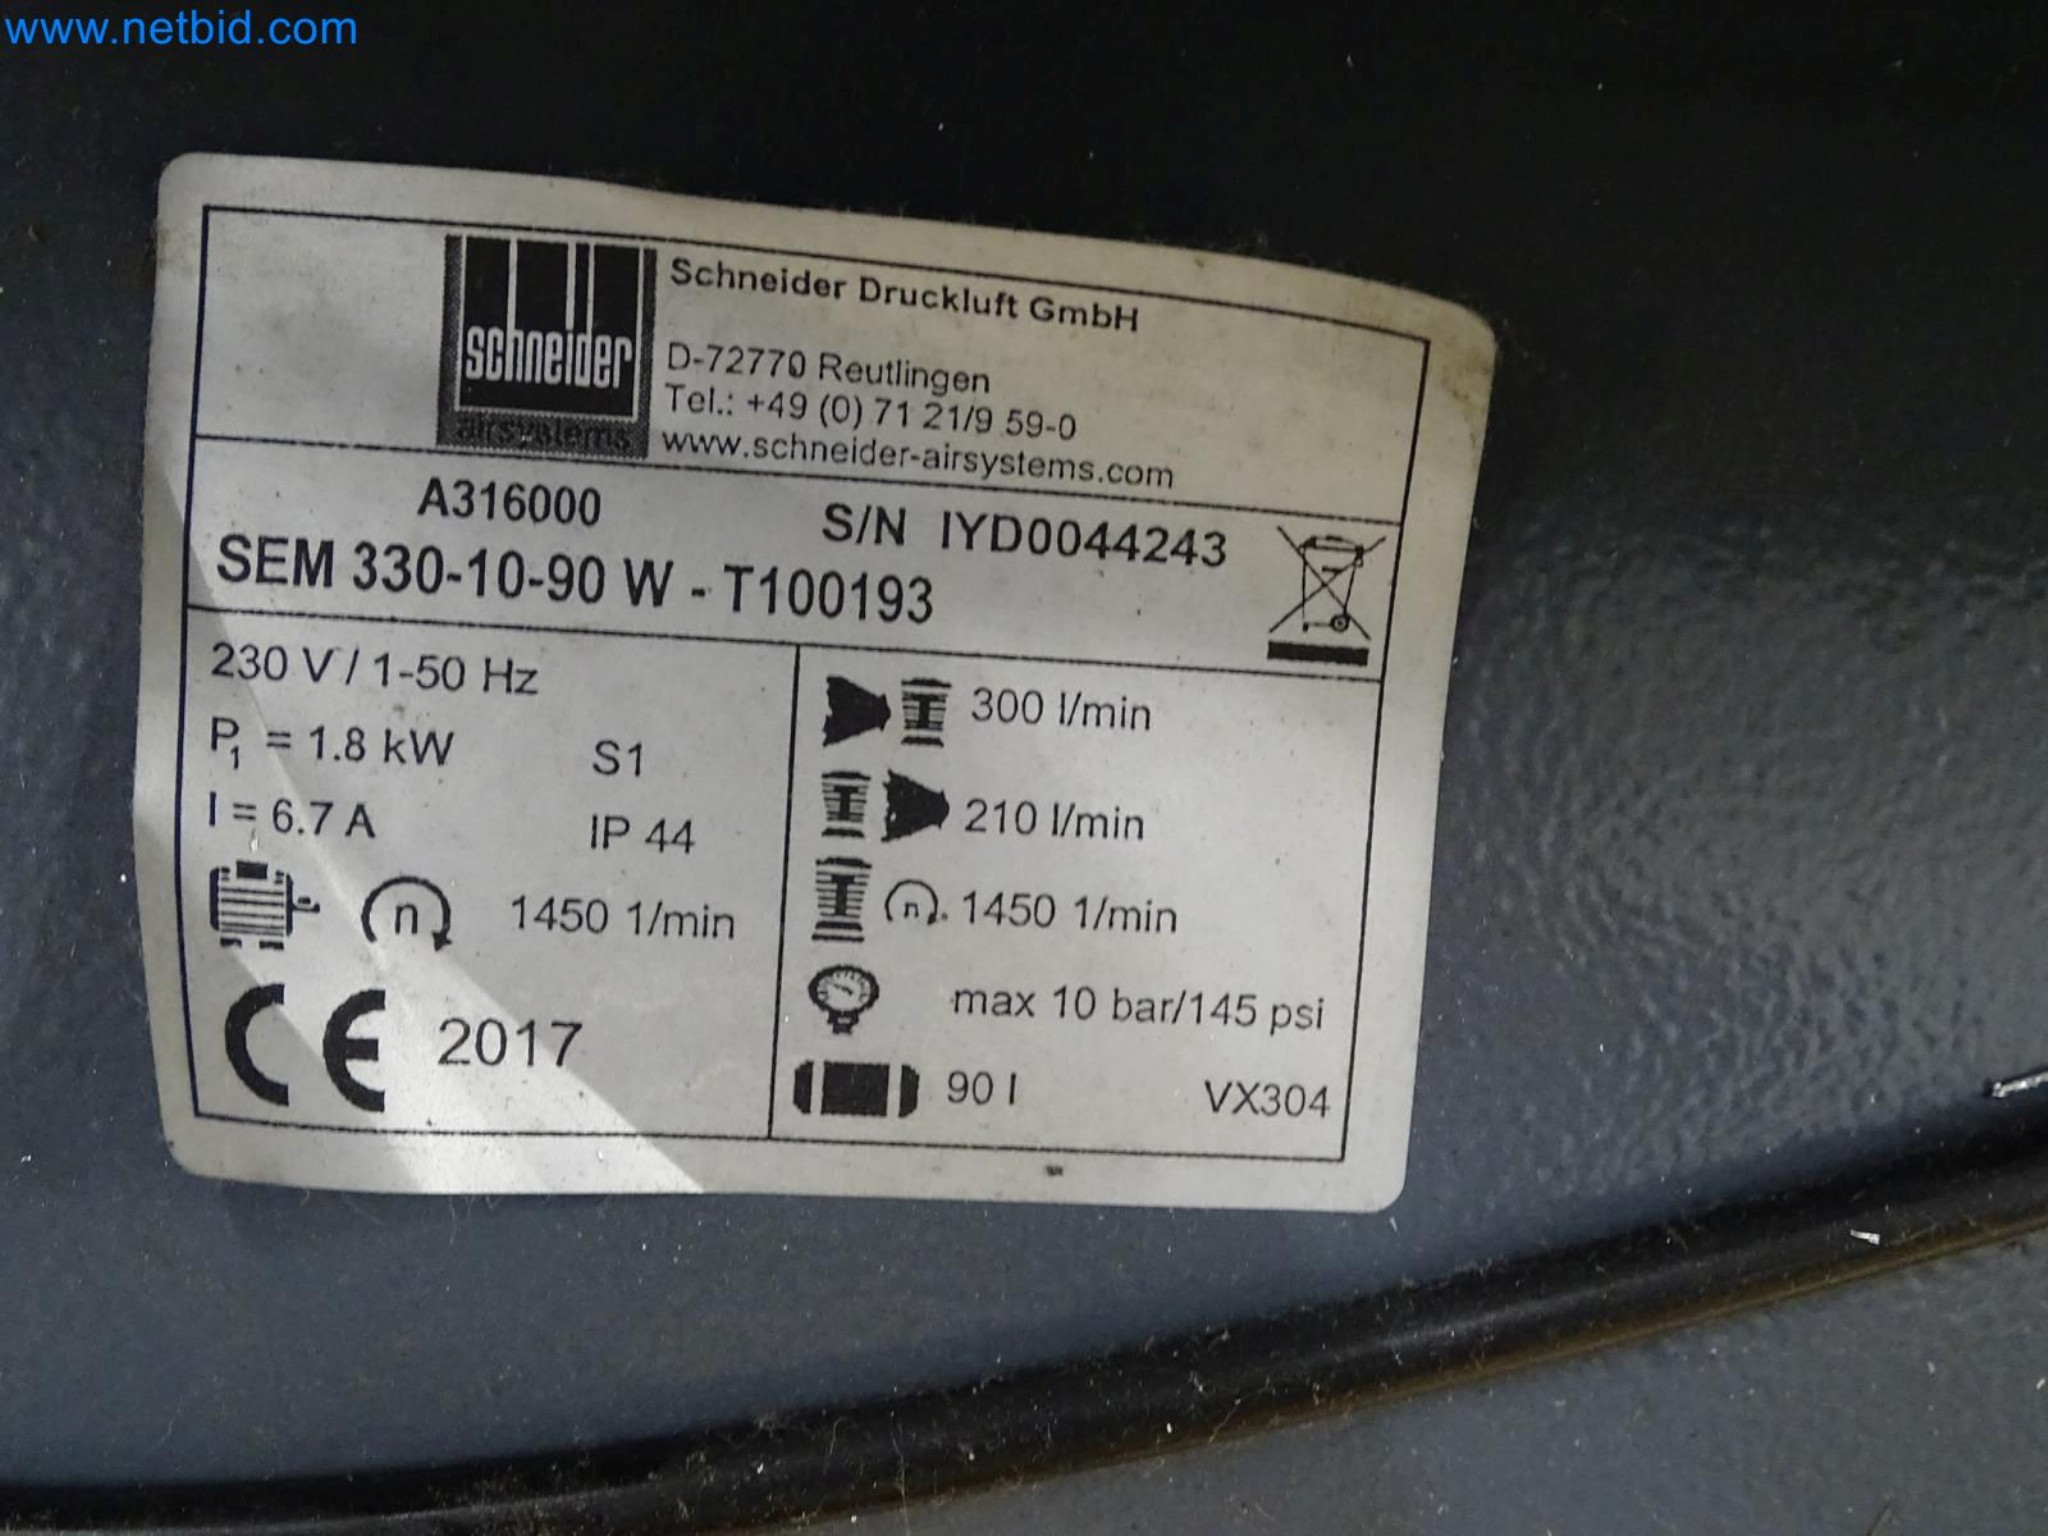 www.netbid.com
schneider
airsystems
Schneider Druckluft GmbH
D-72770 Reutlingen
Tel.: +49 (0) 71 21/9 59-0
www.schneider-airsystems.com
A316000
S/N IYD0044243
SEM 330-10-90 W - T100193
230 V / 1-50 Hz
P1 = 1.8 kW S1
I = 6.7 A IP 44
n 1450 1/min
CE 2017
300 l/min
210 l/min
n 1450 1/min
max 10 bar/145 psi
90 l VX304